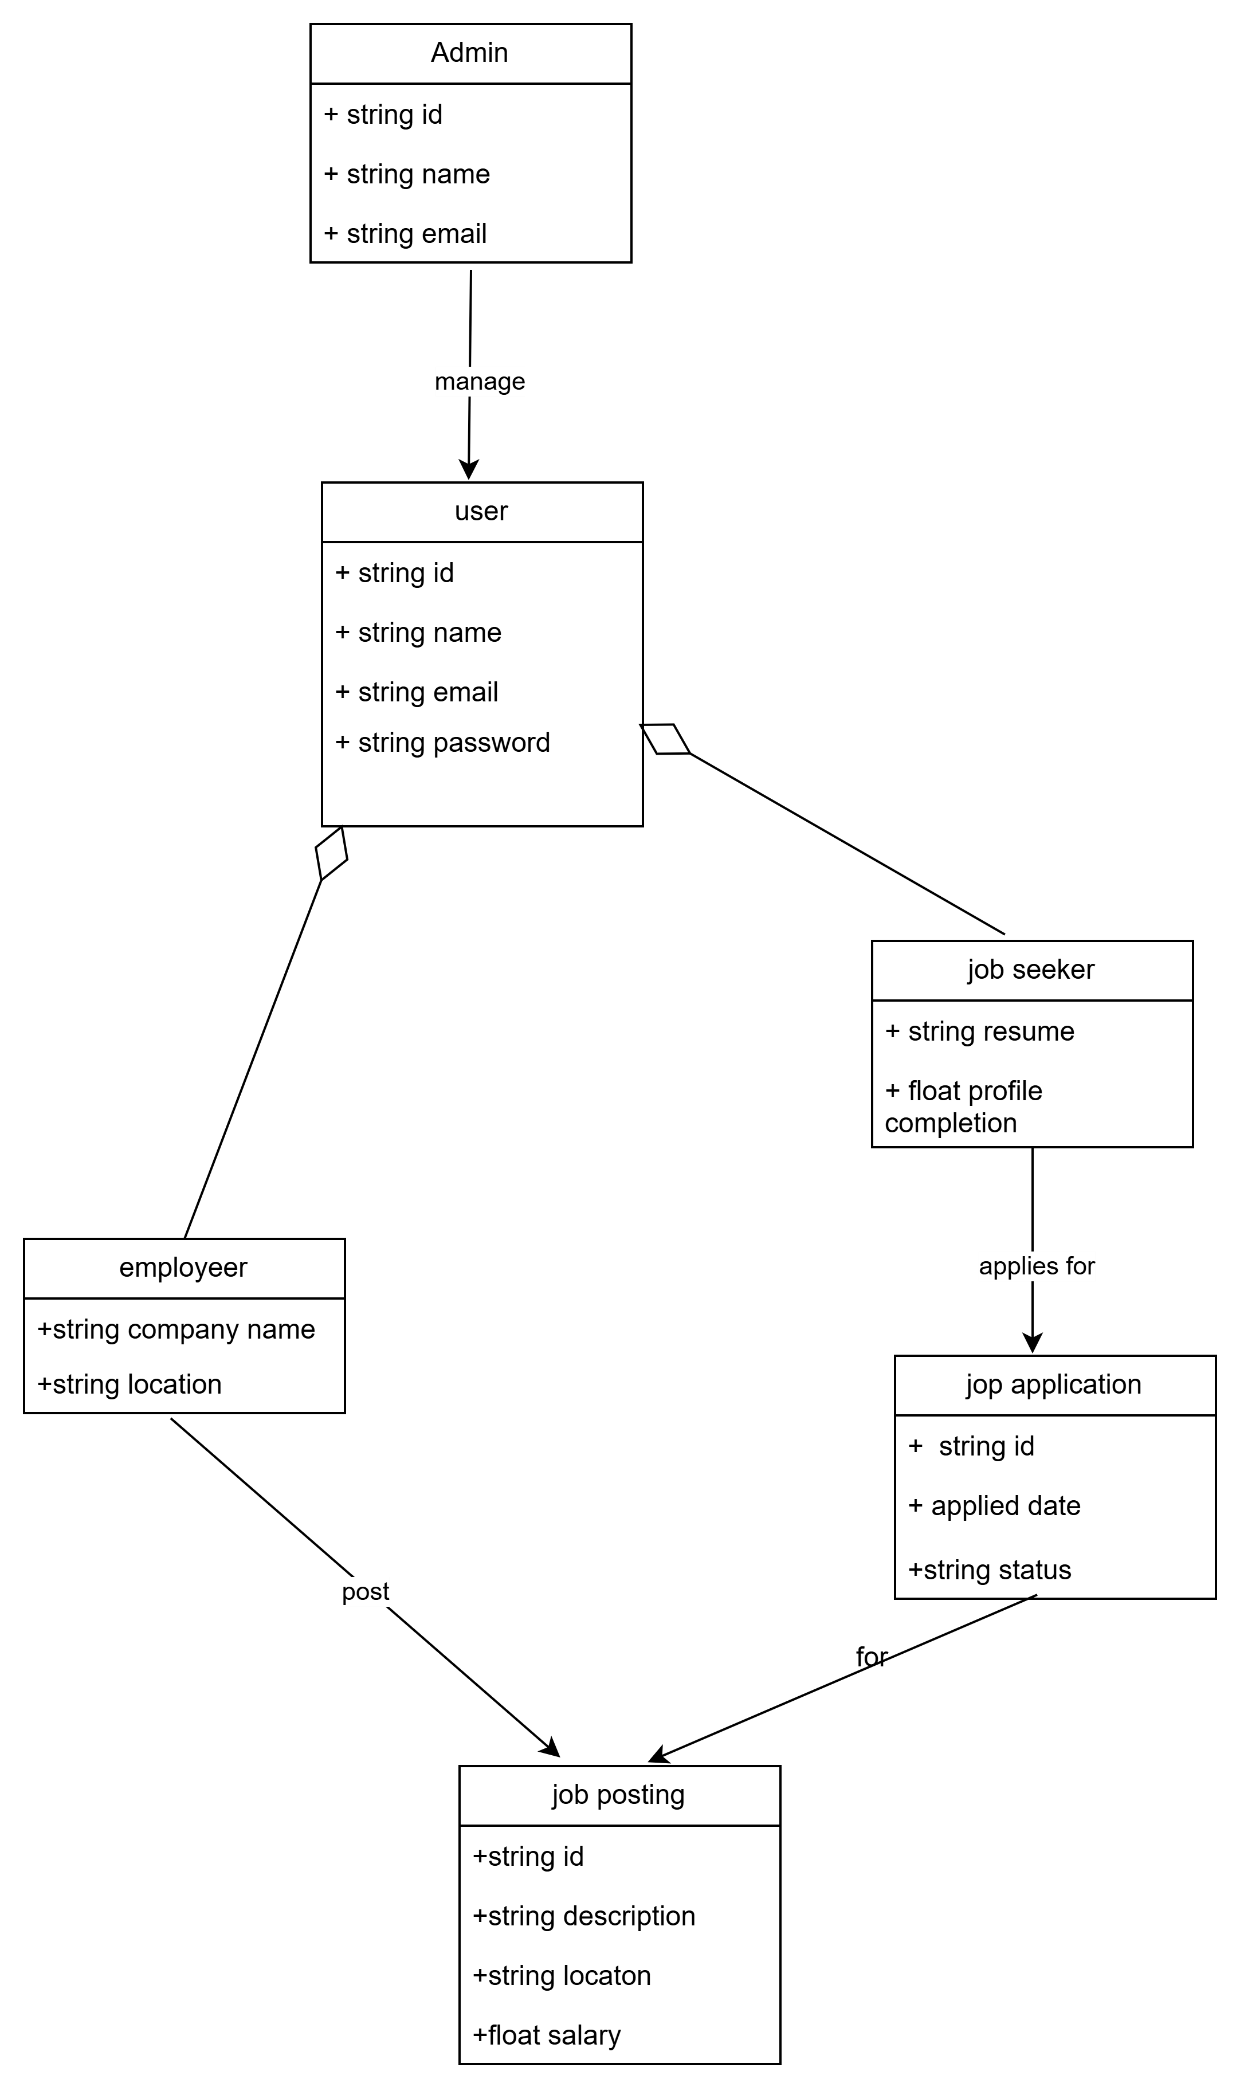 Admin
+ string id
+ string name
+ string email
manage
user
+ string id
+ string name
+ string email
+ string password
job seeker
+ string resume
+ float profile
completion
employeer
+string company name
+string location
applies for
jop application
+  string id
+ applied date
+string status
post
for
job posting
+string id
+string description
+string locaton
+float salary